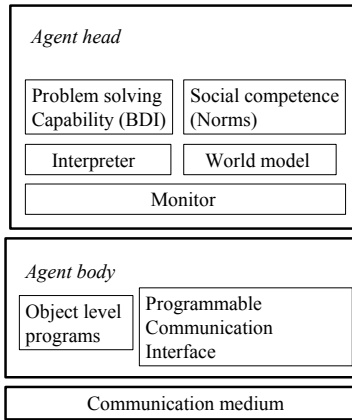 Agent head
Problem solving
Capability (BDI)
Social competence
(Norms)
Interpreter
World model
Monitor
Agent body
Object level
programs
Programmable
Communication
Interface
Communication medium